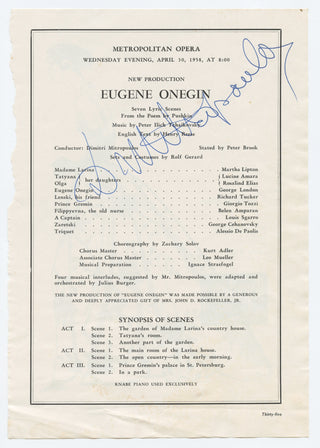 METROPOLITAN OPERA
WEDNESDAY EVENING, APRIL 30, 1958, AT 8:00
NEW PRODUCTION
EUGENE ONEGIN
Seven Lyric Scenes
From the Poem by Pushkin
Music by Peter Ilich Tchaikovsky
English Text by Henry Reese
Conductor: Dimitri Mitropoulos Staged by Peter Brook
Sets and Costumes by Rolf Gerard
Madame Larina Martha Lipton
Tatyana } her daughters { Lucine Amara
Olga { Rosalind Elias
Eugene Onegin George London
Lenski, his friend Richard Tucker
Prince Gremin Giorgio Tozzi
Filippyevna, the old nurse Belen Amparan
A Captain Louis Sgarro
Zaretski George Cehanovsky
Triquet Alessio De Paolis
Choreography by Zachary Solov
Chorus Master Kurt Adler
Associate Chorus Master Leo Mueller
Musical Preparation Ignace Strasfogel
Four musical interludes, suggested by Mr. Mitropoulos, were adapted and
orchestrated by Julius Burger.
THE NEW PRODUCTION OF "EUGENE ONEGIN" WAS MADE POSSIBLE BY A GENEROUS
AND DEEPLY APPRECIATED GIFT OF MRS. JOHN D. ROCKEFELLER, JR.
SYNOPSIS OF SCENES
ACT I. Scene 1. The garden of Madame Larina's country house.
Scene 2. Tatyana's room.
Scene 3. Another part of the garden.
ACT II. Scene 1. The main room of the Larina house.
Scene 2. The open country—in the early morning.
ACT III. Scene 1. Prince Gremin's palace in St. Petersburg.
Scene 2. In a park.
KNABE PIANO USED EXCLUSIVELY
Thirty-five